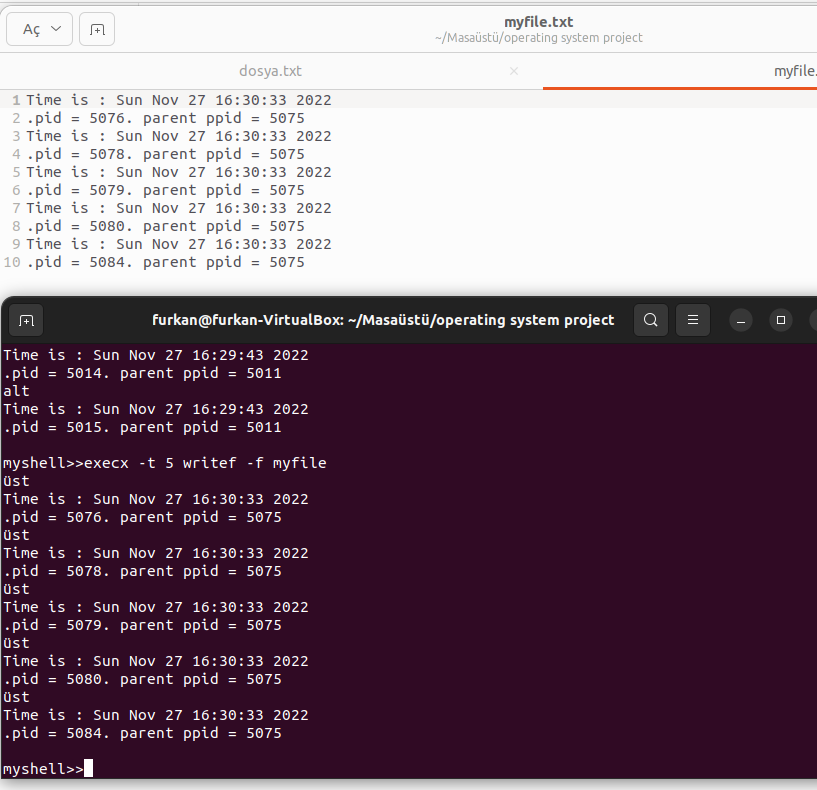 Aç
myfile.txt
~/Masaüstü/operating system project
dosya.txt
myfile.
1 Time is : Sun Nov 27 16:30:33 2022
2 .pid = 5076. parent ppid = 5075
3 Time is : Sun Nov 27 16:30:33 2022
4 .pid = 5078. parent ppid = 5075
5 Time is : Sun Nov 27 16:30:33 2022
6 .pid = 5079. parent ppid = 5075
7 Time is : Sun Nov 27 16:30:33 2022
8 .pid = 5080. parent ppid = 5075
9 Time is : Sun Nov 27 16:30:33 2022
10 .pid = 5084. parent ppid = 5075
furkan@furkan-VirtualBox: ~/Masaüstü/operating system project
Time is : Sun Nov 27 16:29:43 2022
.pid = 5014. parent ppid = 5011
alt
Time is : Sun Nov 27 16:29:43 2022
.pid = 5015. parent ppid = 5011
myshell>>execx -t 5 writef -f myfile
üst
Time is : Sun Nov 27 16:30:33 2022
.pid = 5076. parent ppid = 5075
üst
Time is : Sun Nov 27 16:30:33 2022
.pid = 5078. parent ppid = 5075
üst
Time is : Sun Nov 27 16:30:33 2022
.pid = 5079. parent ppid = 5075
üst
Time is : Sun Nov 27 16:30:33 2022
.pid = 5080. parent ppid = 5075
üst
Time is : Sun Nov 27 16:30:33 2022
.pid = 5084. parent ppid = 5075
myshell>>